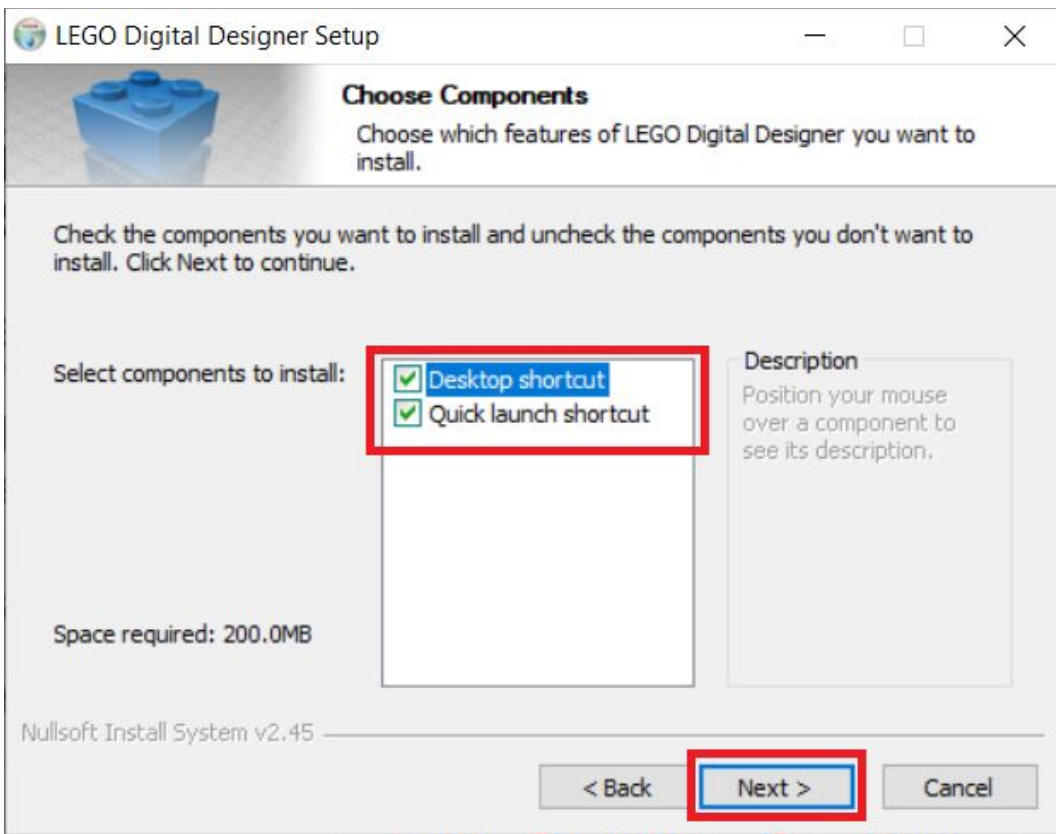 LEGO Digital Designer Setup
Choose Components
Choose which features of LEGO Digital Designer you want to
install.
Check the components you want to install and uncheck the components you don't want to
install. Click Next to continue.
Select components to install:
Desktop shortcut
Quick launch shortcut
Description
Position your mouse
over a component to
see its description.
Space required: 200.0MB
Nullsoft Install System v2.45
< Back
Next >
Cancel